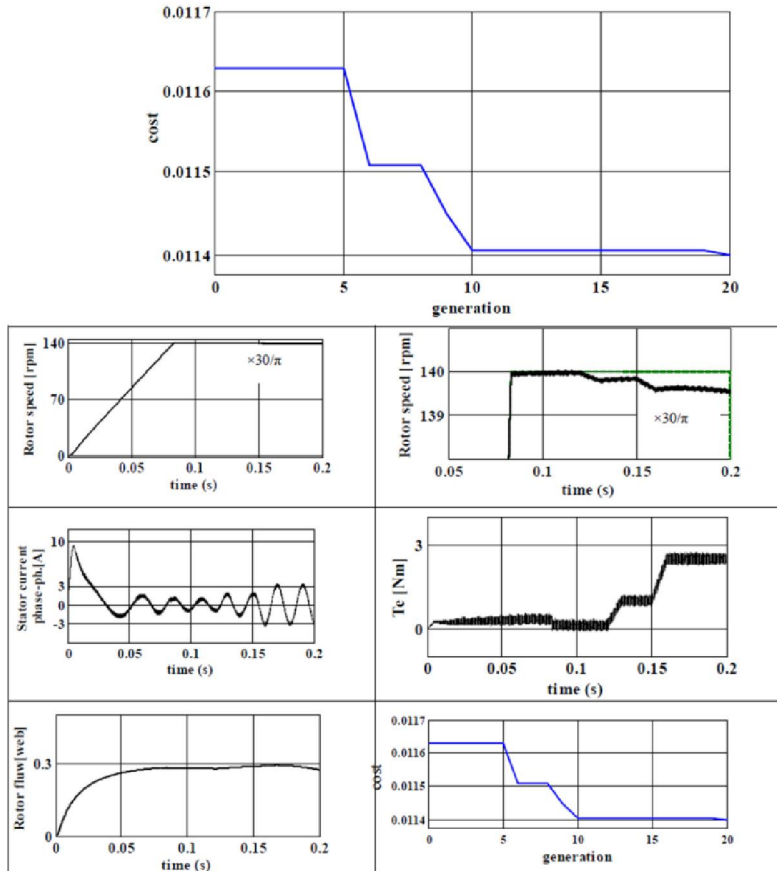 0.0117
0.0116
0.0115
0.0114
cost
0 5 10 15 20
generation
Rotor speed [rpm]
140
70
0
×30/π
0 0.05 0.1 0.15 0.2
time (s)
Rotor speed [rpm]
140
139
×30/π
0.05 0.1 0.15 0.2
time (s)
Stator current
phase-ph.[A]
10
3
0
-3
0 0.05 0.1 0.15 0.2
time (s)
Te [Nm]
3
0
0 0.05 0.1 0.15 0.2
time (s)
Rotor fluw[web]
0.3
0
0 0.05 0.1 0.15 0.2
time (s)
cost
0.0117
0.0116
0.0115
0.0114
0 5 10 15 20
generation